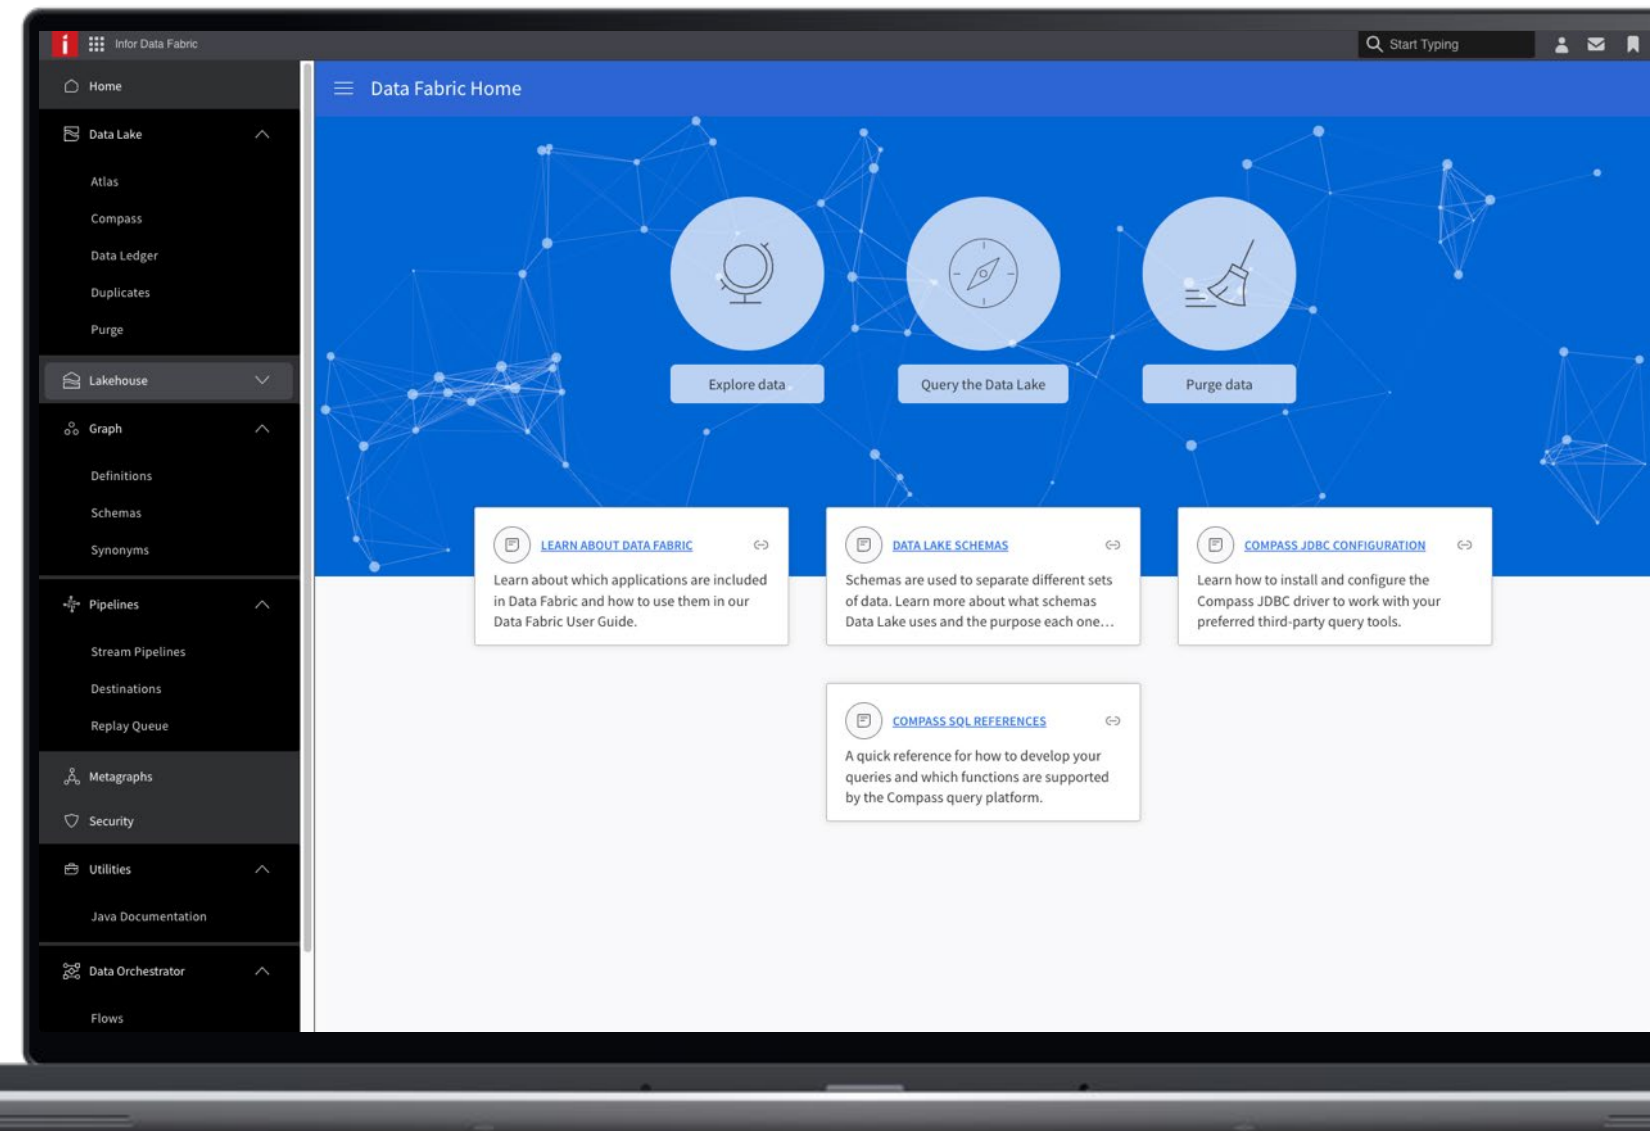 i
Infor Data Fabric
Start Typing
Home
Data Lake
Atlas
Compass
Data Ledger
Duplicates
Purge
Lakehouse
Graph
Definitions
Schemas
Synonyms
Pipelines
Stream Pipelines
Destinations
Replay Queue
Metagraphs
Security
Utilities
Java Documentation
Data Orchestrator
Flows
Data Fabric Home
Explore data
Query the Data Lake
Purge data
LEARN ABOUT DATA FABRIC
Learn about which applications are included
in Data Fabric and how to use them in our
Data Fabric User Guide.
DATA LAKE SCHEMAS
Schemas are used to separate different sets
of data. Learn more about what schemas
Data Lake uses and the purpose each one...
COMPASS JDBC CONFIGURATION
Learn how to install and configure the
Compass JDBC driver to work with your
preferred third-party query tools.
COMPASS SQL REFERENCES
A quick reference for how to develop your
queries and which functions are supported
by the Compass query platform.